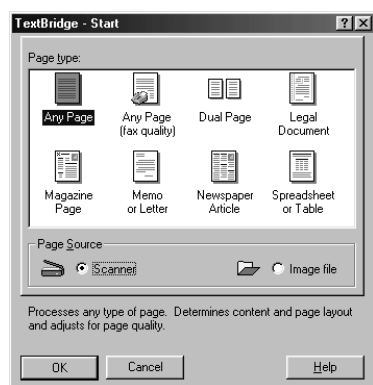 TextBridge - Start
Page type:
Any Page
Any Page
(fax quality)
Dual Page
Legal
Document
Magazine
Page
Memo
or Letter
Newspaper
Article
Spreadsheet
or Table
Page Source
Scanner
Image file
Processes any type of page. Determines content and page layout
and adjusts for page quality.
OK
Cancel
Help